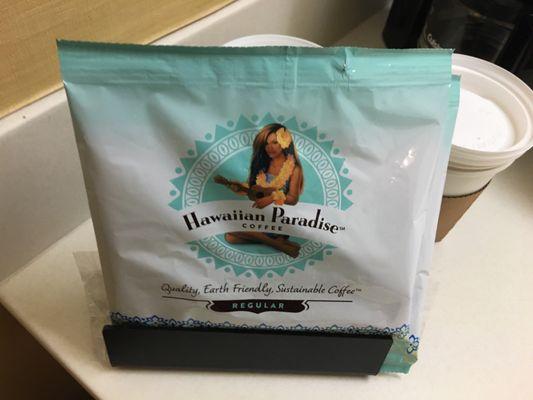 Hawaiian Paradise™
COFFEE
Quality, Earth Friendly, Sustainable Coffee™
REGULAR